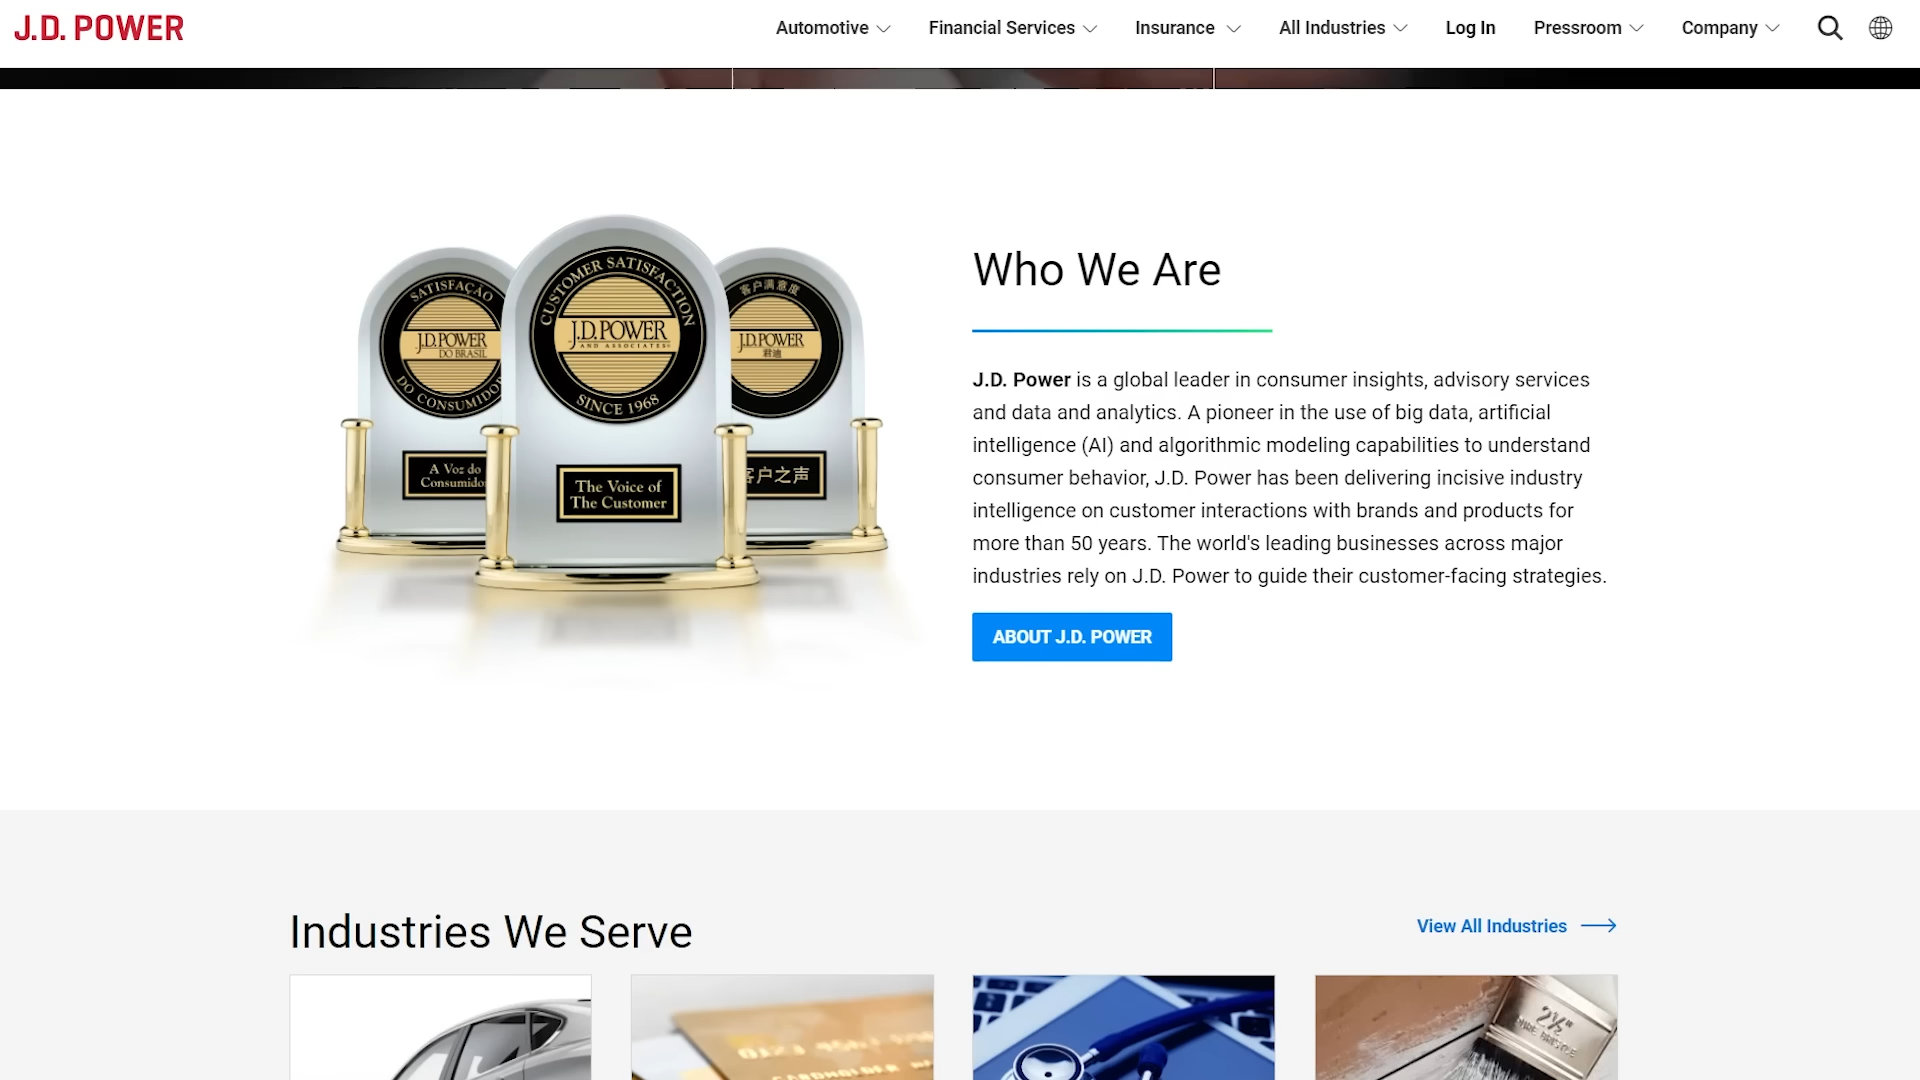 J.D. POWER
Automotive
Financial Services
Insurance
All Industries
Log In
Pressroom
Company
SATISFAÇÃO
J.D.POWER
DO BRASIL
DO CONSUMIDOR
A Voz do
Consumidor
CUSTOMER SATISFACTION
J.D.POWER
AND ASSOCIATES®
SINCE 1968
The Voice of
The Customer
客户满意度
J.D.POWER
君迪
客户之声
Who We Are
J.D. Power is a global leader in consumer insights, advisory services
and data and analytics. A pioneer in the use of big data, artificial
intelligence (AI) and algorithmic modeling capabilities to understand
consumer behavior, J.D. Power has been delivering incisive industry
intelligence on customer interactions with brands and products for
more than 50 years. The world's leading businesses across major
industries rely on J.D. Power to guide their customer-facing strategies.
ABOUT J.D. POWER
Industries We Serve
View All Industries
0123 4567
CARDHOLDER
2½"